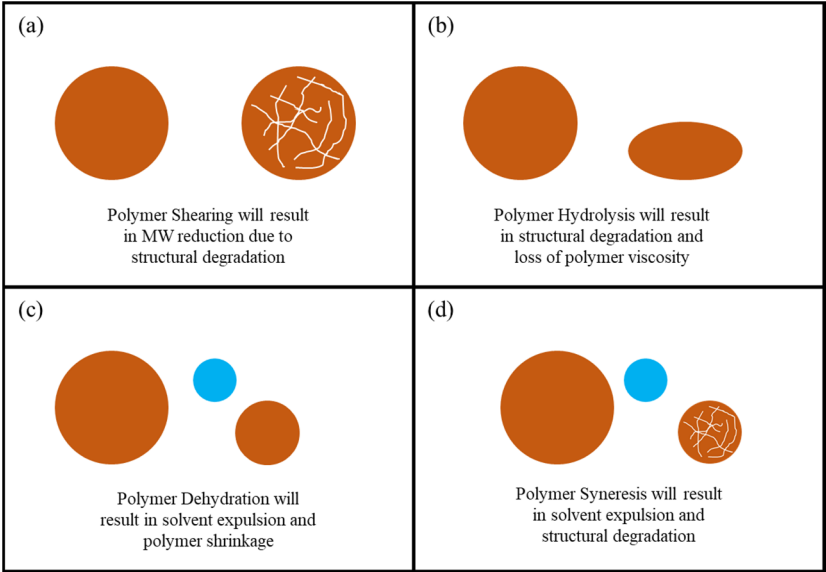 (a)
Polymer Shearing will result
in MW reduction due to
structural degradation
(b)
Polymer Hydrolysis will result
in structural degradation and
loss of polymer viscosity
(c)
Polymer Dehydration will
result in solvent expulsion and
polymer shrinkage
(d)
Polymer Syneresis will result
in solvent expulsion and
structural degradation